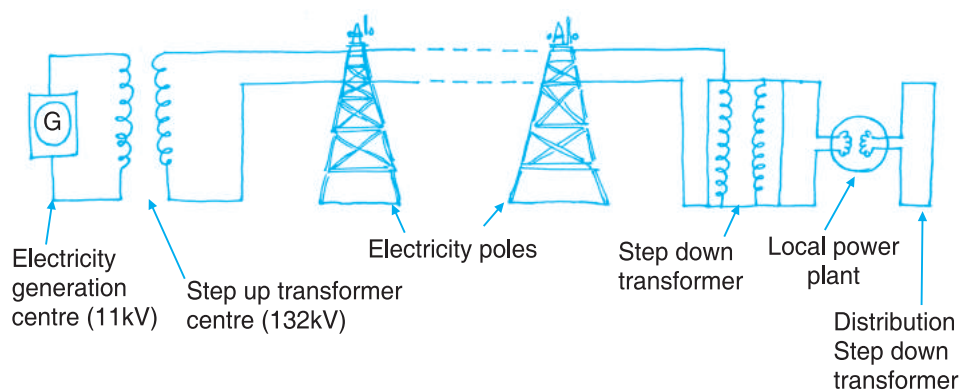 G
Electricity
generation
centre (11kV)
Step up transformer
centre (132kV)
Electricity poles
Step down
transformer
Local power
plant
Distribution
Step down
transformer